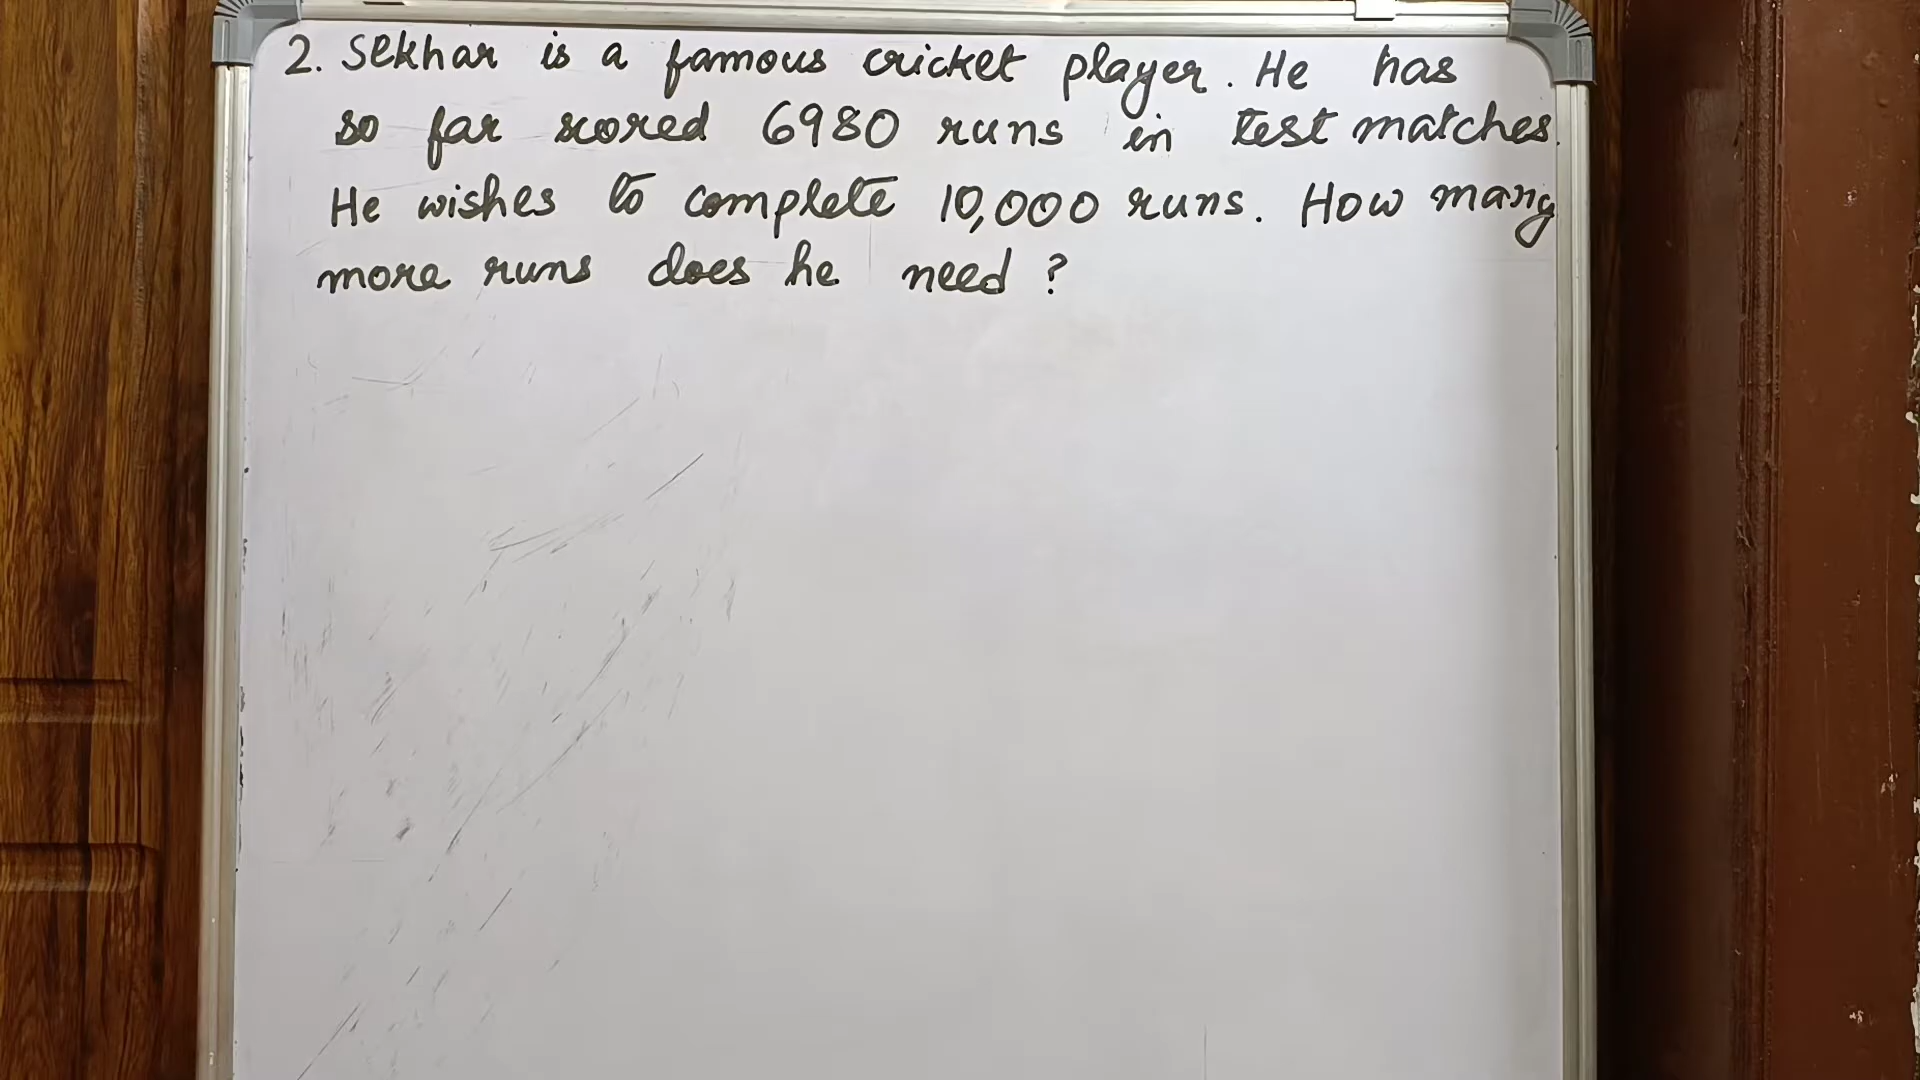 2. Sekhar is a famous cricket player. He has
so far scored 6980 runs in test matches.
He wishes to complete 10,000 runs. How many
more runs does he need ?